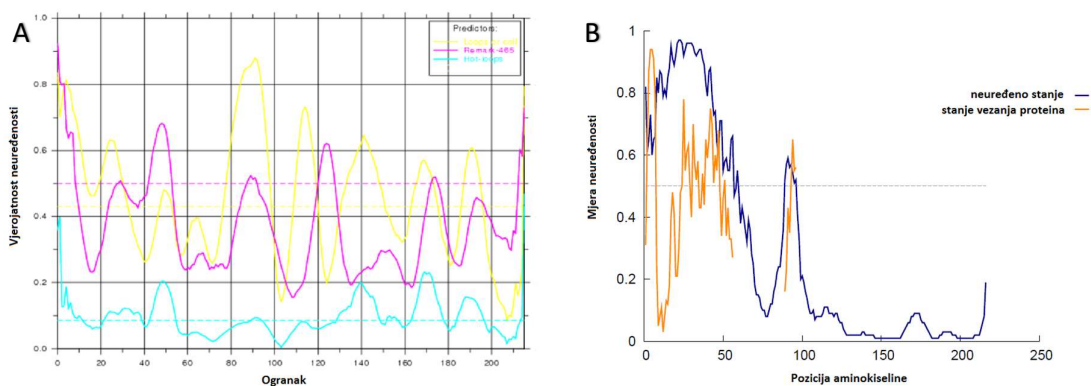 A
Vjerojatnost neuređenosti
1.0
0.8
0.6
0.4
0.2
0.0
Predictors:
Remark-465
Hot-loops
0 20 40 60 80 100 120 140 160 180 200
Ogranak
B
Mjera neuređenosti
1
0.8
0.6
0.4
0.2
0
neuređeno stanje
stanje vezanja proteina
0 50 100 150 200 250
Pozicija aminokiseline